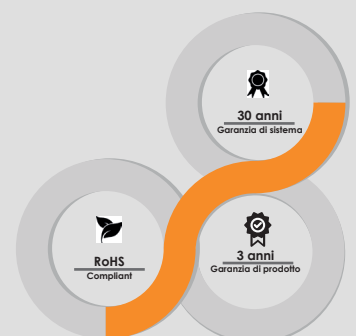 30 anni
Garanzia di sistema
RoHS
Compliant
3 anni
Garanzia di prodotto